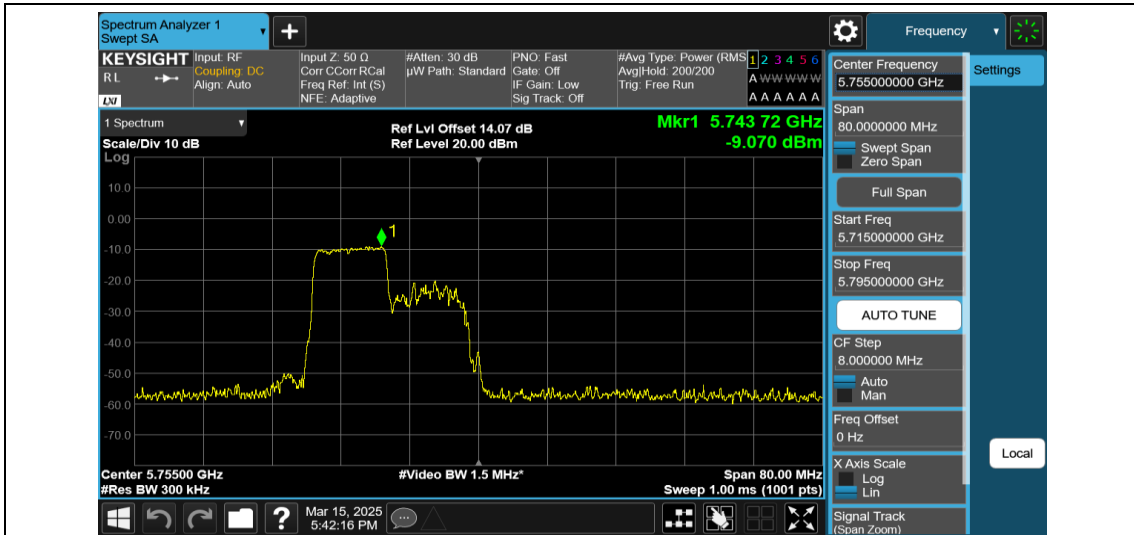 Spectrum Analyzer 1
Swept SA
Frequency
KEYSIGHT
R L
LXI
Input: RF
Coupling: DC
Align: Auto
Input Z: 50 Ω
Corr CCorr RCal
Freq Ref: Int (S)
NFE: Adaptive
#Atten: 30 dB
µW Path: Standard
PNO: Fast
Gate: Off
IF Gain: Low
Sig Track: Off
#Avg Type: Power (RMS
Avg|Hold: 200/200
Trig: Free Run
1 2 3 4 5 6
A W W W W W
A A A A A A
1 Spectrum
Scale/Div 10 dB
Ref Lvl Offset 14.07 dB
Ref Level 20.00 dBm
Mkr1 5.743 72 GHz
-9.070 dBm
Log
10.0
0.00
-10.0
-20.0
-30.0
-40.0
-50.0
-60.0
-70.0
1
Center 5.75500 GHz
#Res BW 300 kHz
#Video BW 1.5 MHz*
Span 80.00 MHz
Sweep 1.00 ms (1001 pts)
Mar 15, 2025
5:42:16 PM
Center Frequency
5.755000000 GHz
Settings
Span
80.0000000 MHz
Swept Span
Zero Span
Full Span
Start Freq
5.715000000 GHz
Stop Freq
5.795000000 GHz
AUTO TUNE
CF Step
8.000000 MHz
Auto
Man
Freq Offset
0 Hz
X Axis Scale
Log
Lin
Signal Track
(Span Zoom)
Local